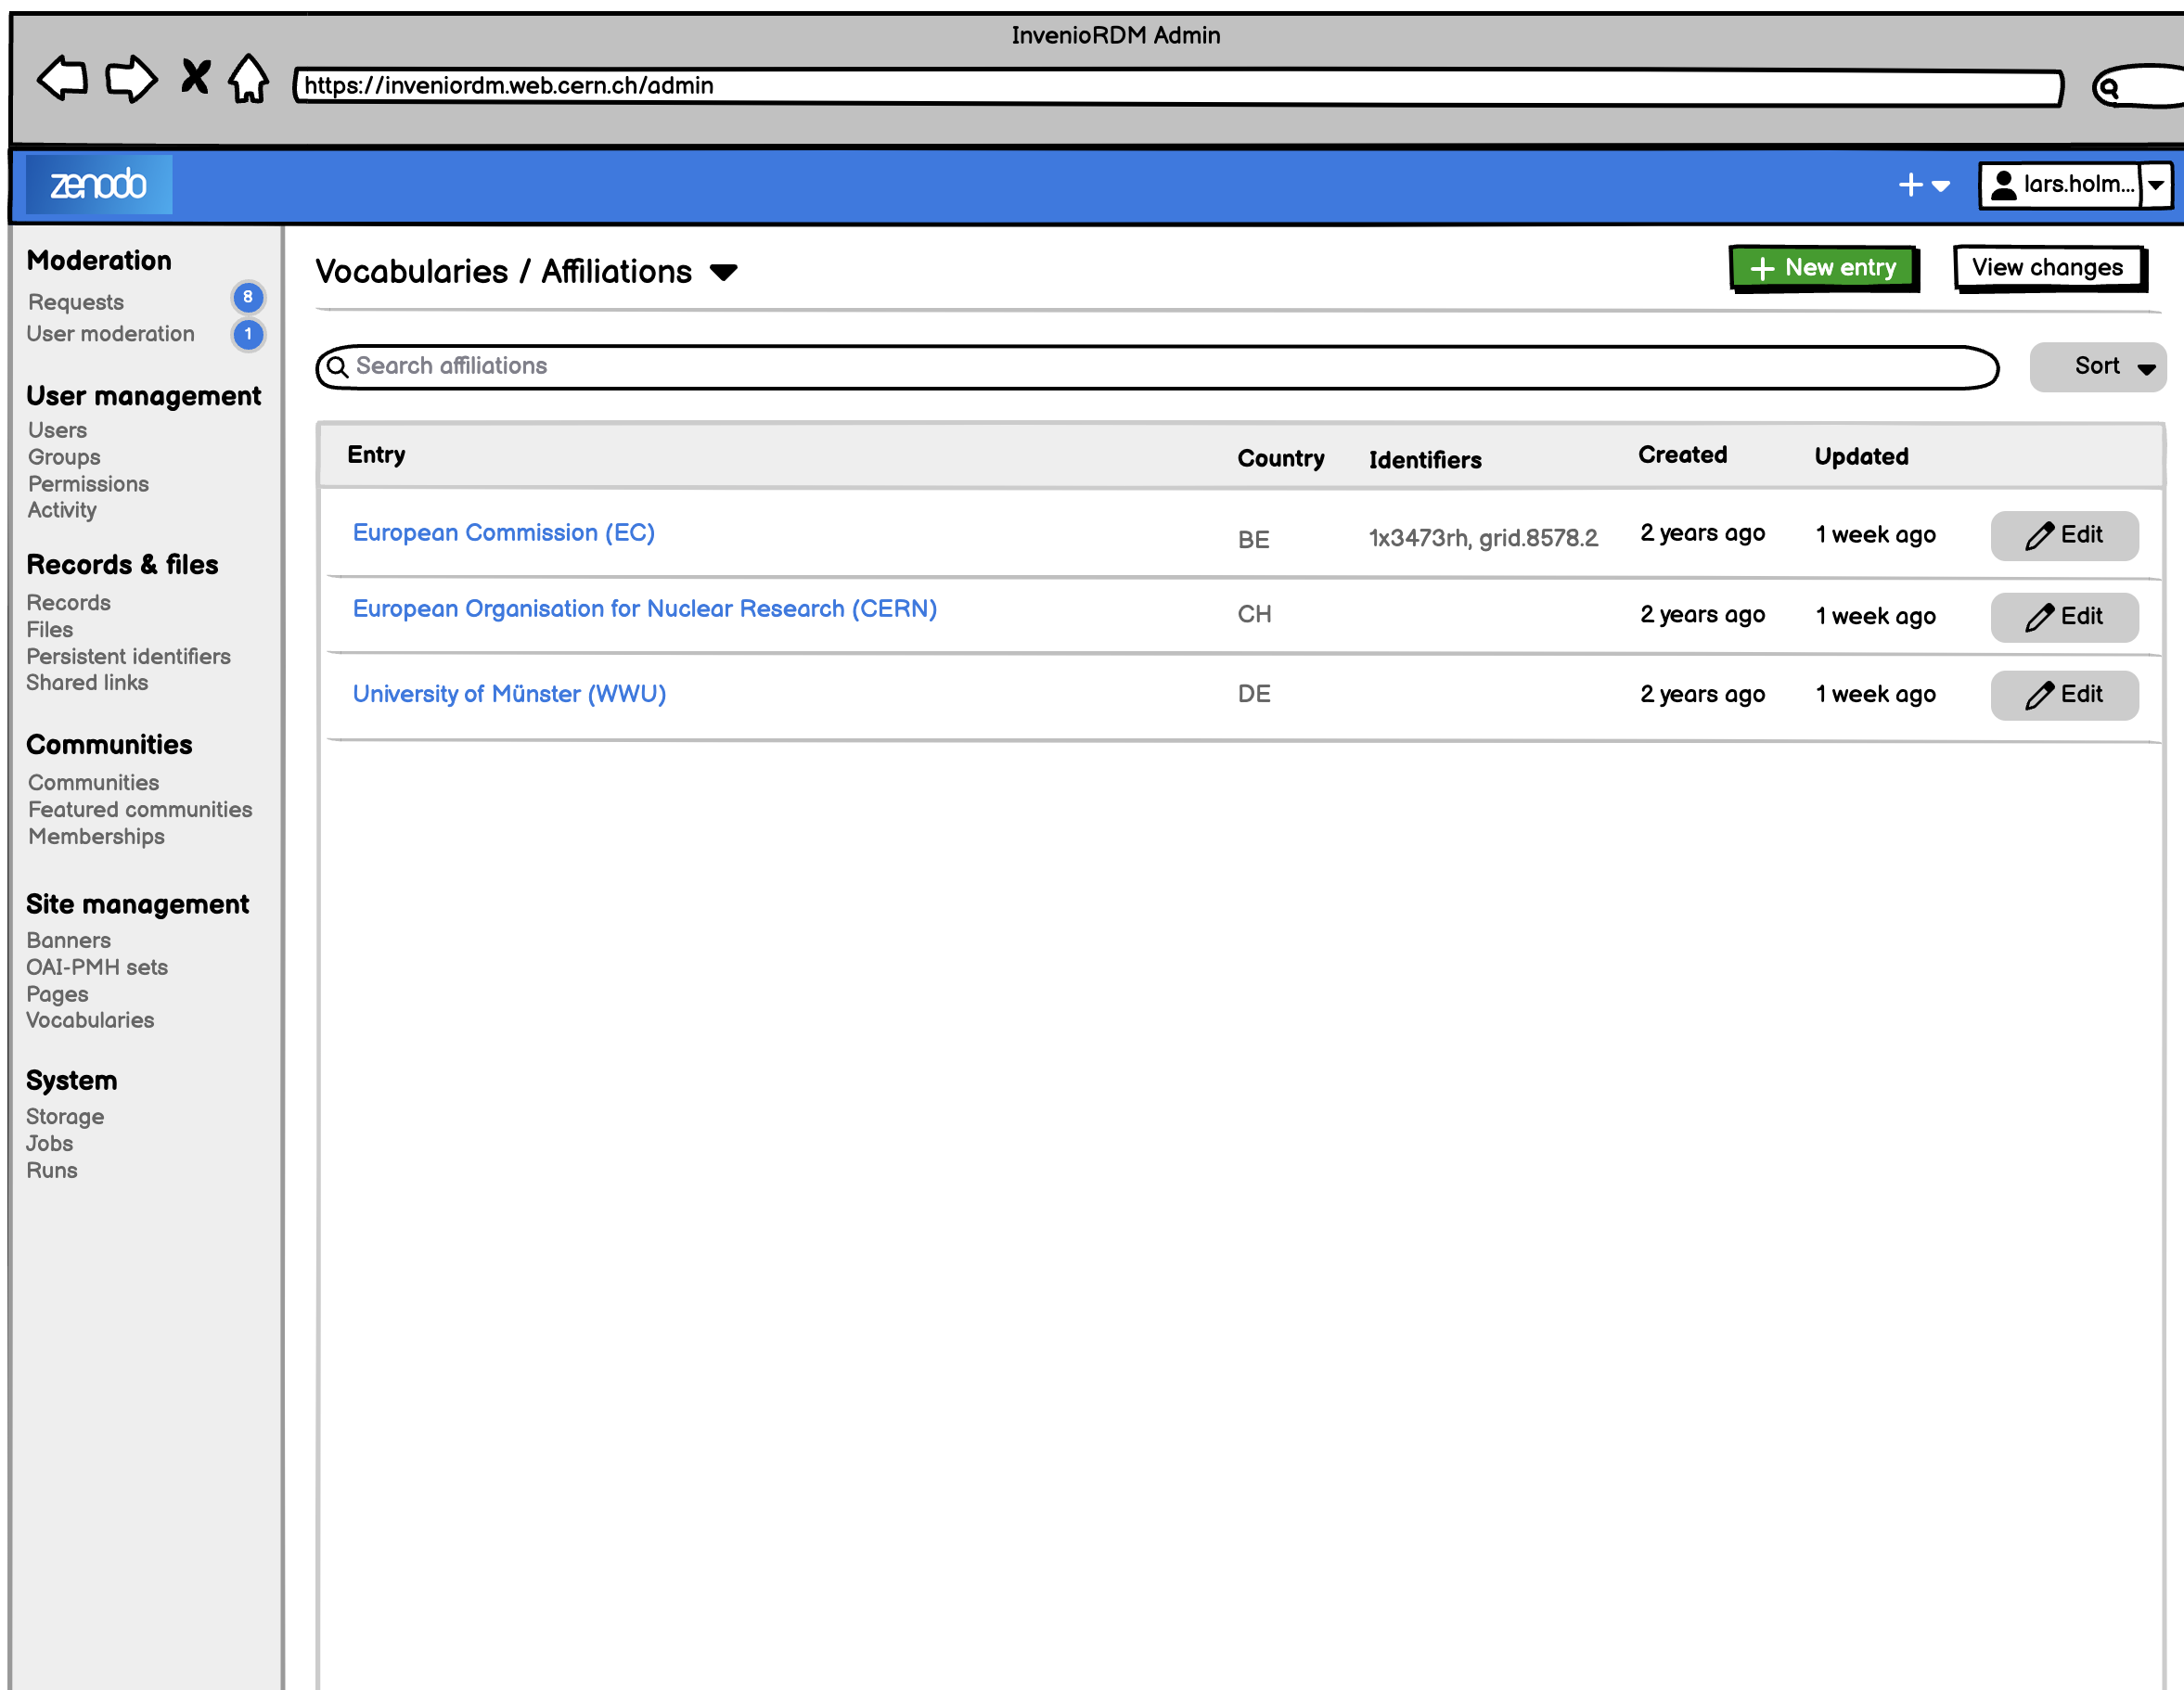 InvenioRDM Admin
https://inveniordm.web.cern.ch/admin
zenodo
lars.holm...
Moderation
Requests 8
User moderation 1
User management
Users
Groups
Permissions
Activity
Records & files
Records
Files
Persistent identifiers
Shared links
Communities
Communities
Featured communities
Memberships
Site management
Banners
OAI-PMH sets
Pages
Vocabularies
System
Storage
Jobs
Runs
Vocabularies / Affiliations
+ New entry
View changes
Search affiliations
Sort
Entry Country Identifiers Created Updated
European Commission (EC) BE 1x3473rh, grid.8578.2 2 years ago 1 week ago Edit
European Organisation for Nuclear Research (CERN) CH 2 years ago 1 week ago Edit
University of Münster (WWU) DE 2 years ago 1 week ago Edit